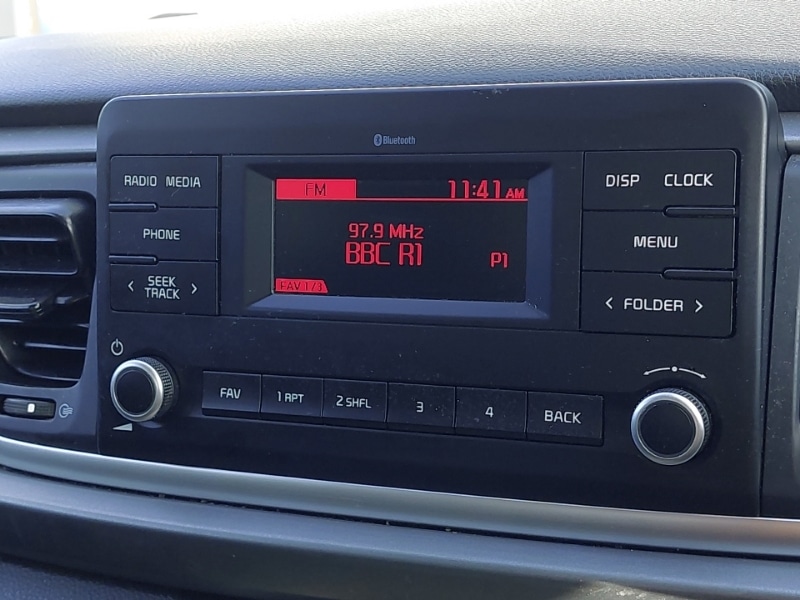 Bluetooth
RADIO MEDIA
PHONE
< SEEK TRACK >
FM 11:41 AM
97.9 MHz
BBC R1
P1
FAV 1/3
DISP CLOCK
MENU
< FOLDER >
FAV 1 RPT 2 SHFL 3 4 BACK